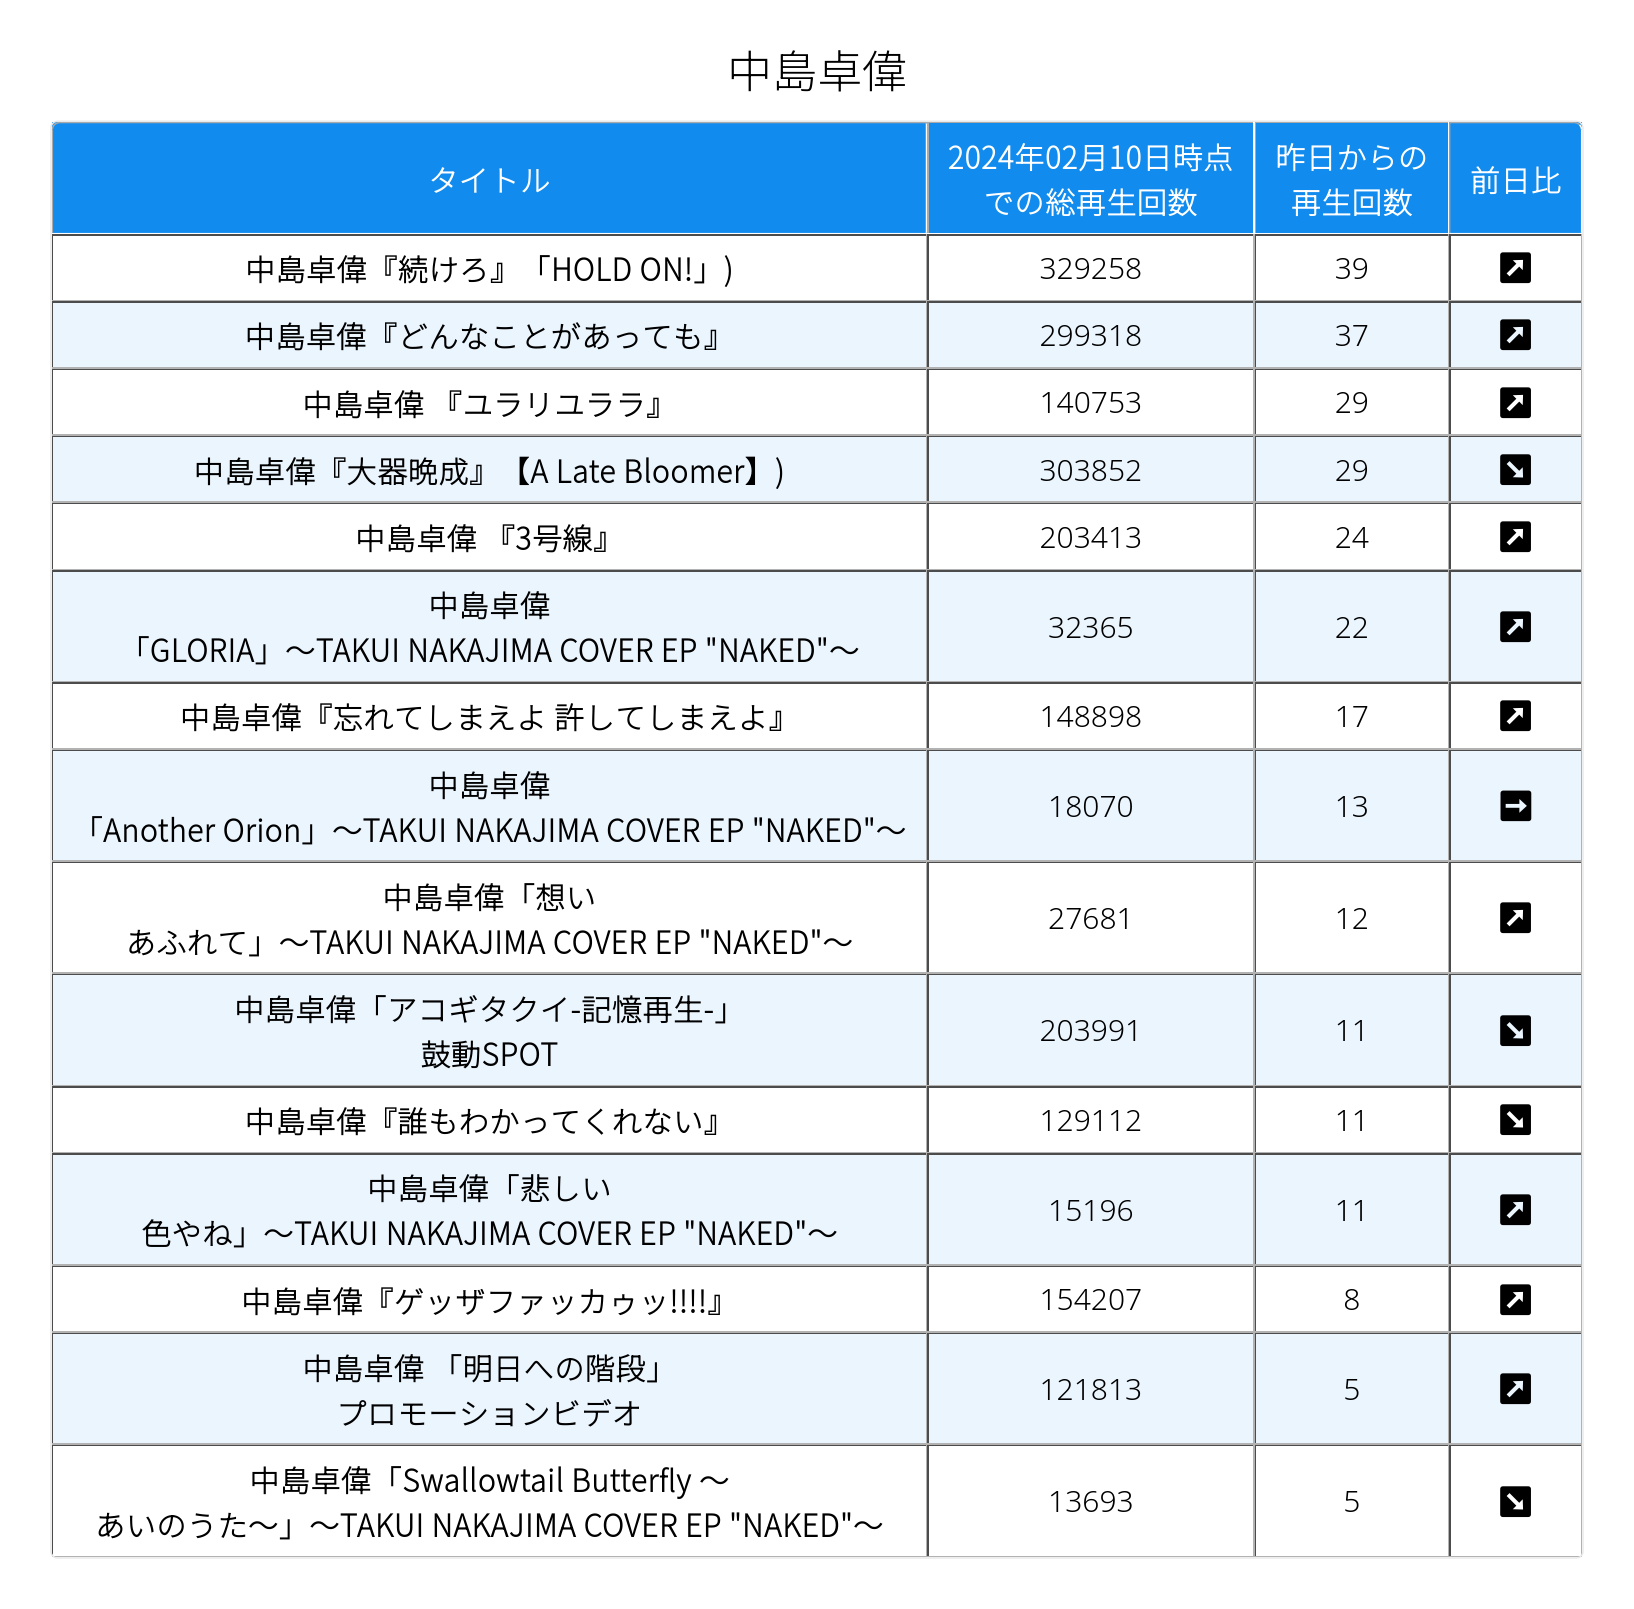 中島卓偉
タイトル
2024年02月10日時点
での総再生回数
昨日からの
再生回数
前日比
中島卓偉『続けろ』「HOLD ON!」)
329258
39
中島卓偉『どんなことがあっても』
299318
37
中島卓偉 『ユラリユララ』
140753
29
中島卓偉『大器晩成』【A Late Bloomer】)
303852
29
中島卓偉 『3号線』
203413
24
中島卓偉
「GLORIA」〜TAKUI NAKAJIMA COVER EP "NAKED"〜
32365
22
中島卓偉『忘れてしまえよ 許してしまえよ』
148898
17
中島卓偉
「Another Orion」〜TAKUI NAKAJIMA COVER EP "NAKED"〜
18070
13
中島卓偉「想い
あふれて」〜TAKUI NAKAJIMA COVER EP "NAKED"〜
27681
12
中島卓偉「アコギタクイ-記憶再生-」
鼓動SPOT
203991
11
中島卓偉『誰もわかってくれない』
129112
11
中島卓偉「悲しい
色やね」〜TAKUI NAKAJIMA COVER EP "NAKED"〜
15196
11
中島卓偉『ゲッザファッカゥッ!!!!』
154207
8
中島卓偉 「明日への階段」
プロモーションビデオ
121813
5
中島卓偉「Swallowtail Butterfly 〜
あいのうた〜」〜TAKUI NAKAJIMA COVER EP "NAKED"〜
13693
5